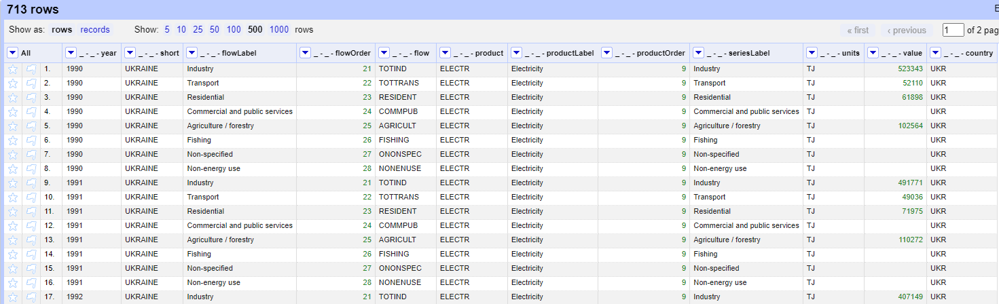 713 rows
E
Show as: rows records Show: 5 10 25 50 100 500 1000 rows « first ‹ previous 1 of 2 pag
All _ - _ - year _ - _ - short _ - _ - flowLabel _ - _ - flowOrder _ - _ - flow _ - _ - product _ - _ - productLabel _ - _ - productOrder _ - _ - seriesLabel _ - _ - units _ - _ - value _ - _ - country
1. 1990 UKRAINE Industry 21 TOTIND ELECTR Electricity 9 Industry TJ 523343 UKR
2. 1990 UKRAINE Transport 22 TOTTRANS ELECTR Electricity 9 Transport TJ 52110 UKR
3. 1990 UKRAINE Residential 23 RESIDENT ELECTR Electricity 9 Residential TJ 61898 UKR
4. 1990 UKRAINE Commercial and public services 24 COMMPUB ELECTR Electricity 9 Commercial and public services TJ UKR
5. 1990 UKRAINE Agriculture / forestry 25 AGRICULT ELECTR Electricity 9 Agriculture / forestry TJ 102564 UKR
6. 1990 UKRAINE Fishing 26 FISHING ELECTR Electricity 9 Fishing TJ UKR
7. 1990 UKRAINE Non-specified 27 ONONSPEC ELECTR Electricity 9 Non-specified TJ UKR
8. 1990 UKRAINE Non-energy use 28 NONENUSE ELECTR Electricity 9 Non-energy use TJ UKR
9. 1991 UKRAINE Industry 21 TOTIND ELECTR Electricity 9 Industry TJ 491771 UKR
10. 1991 UKRAINE Transport 22 TOTTRANS ELECTR Electricity 9 Transport TJ 49036 UKR
11. 1991 UKRAINE Residential 23 RESIDENT ELECTR Electricity 9 Residential TJ 71975 UKR
12. 1991 UKRAINE Commercial and public services 24 COMMPUB ELECTR Electricity 9 Commercial and public services TJ UKR
13. 1991 UKRAINE Agriculture / forestry 25 AGRICULT ELECTR Electricity 9 Agriculture / forestry TJ 110272 UKR
14. 1991 UKRAINE Fishing 26 FISHING ELECTR Electricity 9 Fishing TJ UKR
15. 1991 UKRAINE Non-specified 27 ONONSPEC ELECTR Electricity 9 Non-specified TJ UKR
16. 1991 UKRAINE Non-energy use 28 NONENUSE ELECTR Electricity 9 Non-energy use TJ UKR
17. 1992 UKRAINE Industry 21 TOTIND ELECTR Electricity 9 Industry TJ 407149 UKR